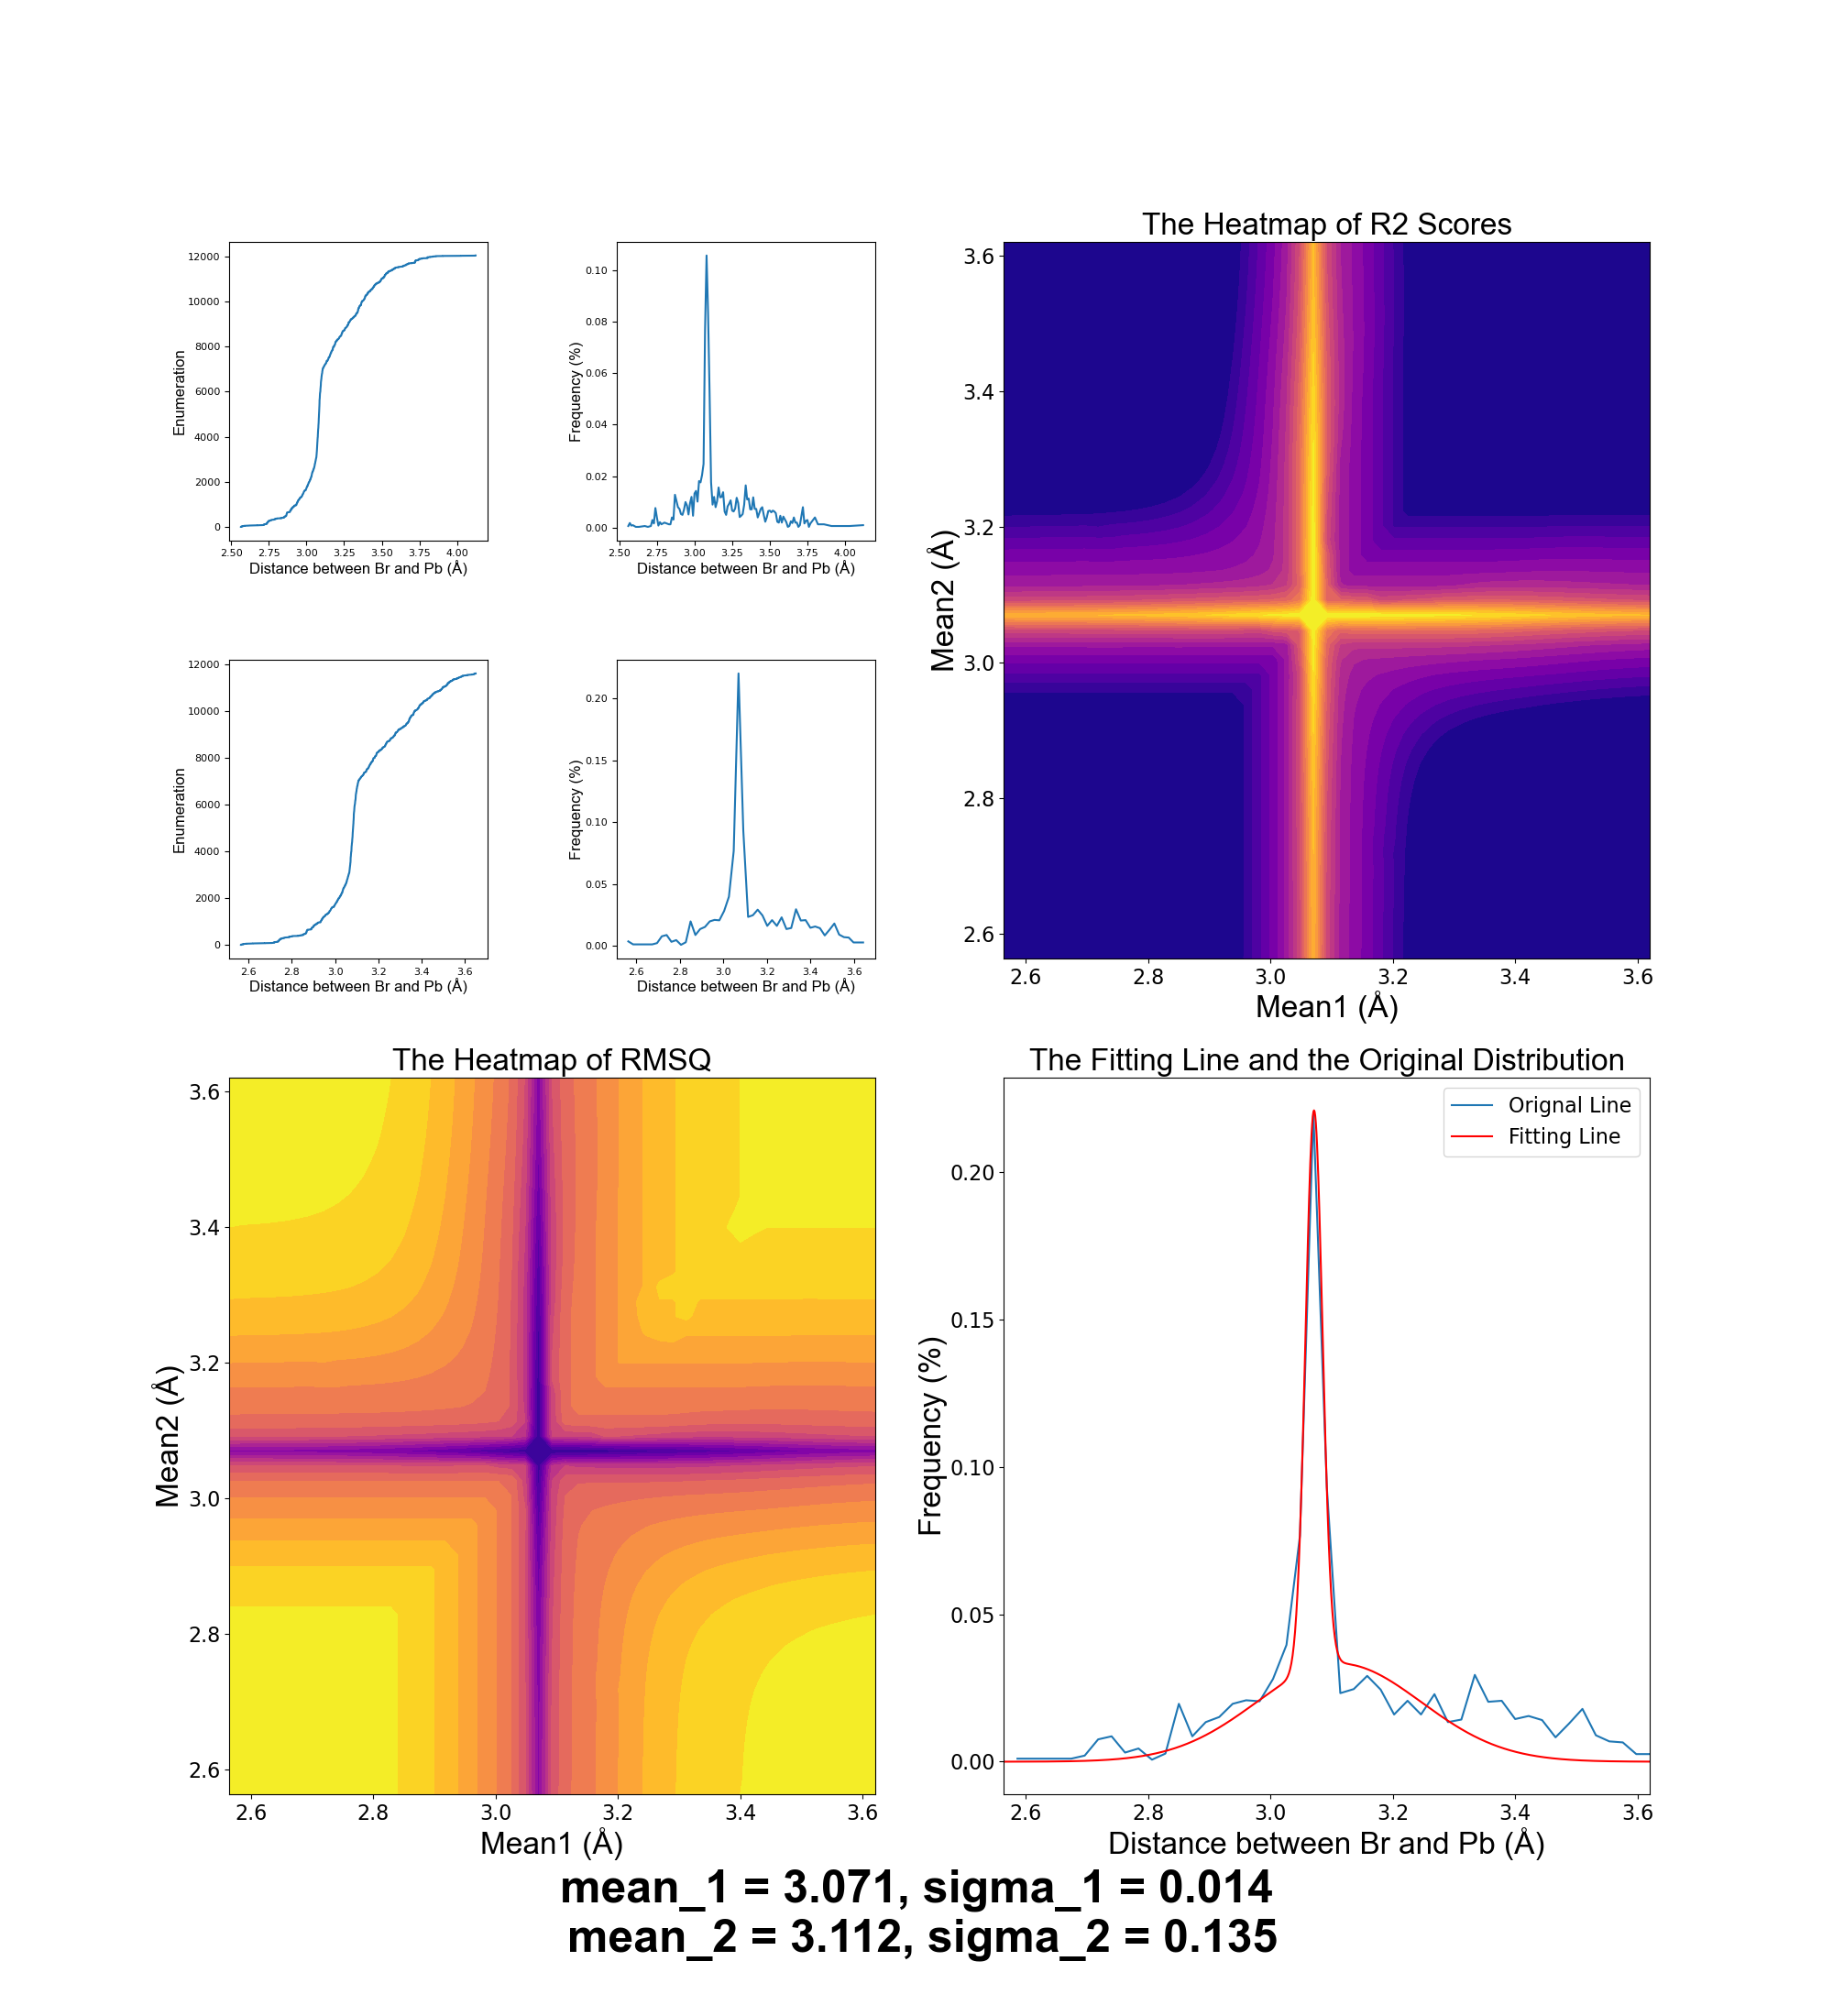 12000
10000
8000
6000
4000
2000
0
Enumeration
2.50 2.75 3.00 3.25 3.50 3.75 4.00
Distance between Br and Pb (Å)
0.10
0.08
0.06
0.04
0.02
0.00
Frequency (%)
2.50 2.75 3.00 3.25 3.50 3.75 4.00
Distance between Br and Pb (Å)
The Heatmap of R2 Scores
3.6
3.4
3.2
3.0
2.8
2.6
Mean2 (Å)
2.6 2.8 3.0 3.2 3.4 3.6
Mean1 (Å)
12000
10000
8000
6000
4000
2000
0
Enumeration
2.6 2.8 3.0 3.2 3.4 3.6
Distance between Br and Pb (Å)
0.20
0.15
0.10
0.05
0.00
Frequency (%)
2.6 2.8 3.0 3.2 3.4 3.6
Distance between Br and Pb (Å)
The Heatmap of RMSQ
3.6
3.4
3.2
3.0
2.8
2.6
Mean2 (Å)
2.6 2.8 3.0 3.2 3.4 3.6
Mean1 (Å)
The Fitting Line and the Original Distribution
Orignal Line
Fitting Line
0.20
0.15
0.10
0.05
0.00
Frequency (%)
2.6 2.8 3.0 3.2 3.4 3.6
Distance between Br and Pb (Å)
mean_1 = 3.071, sigma_1 = 0.014
mean_2 = 3.112, sigma_2 = 0.135